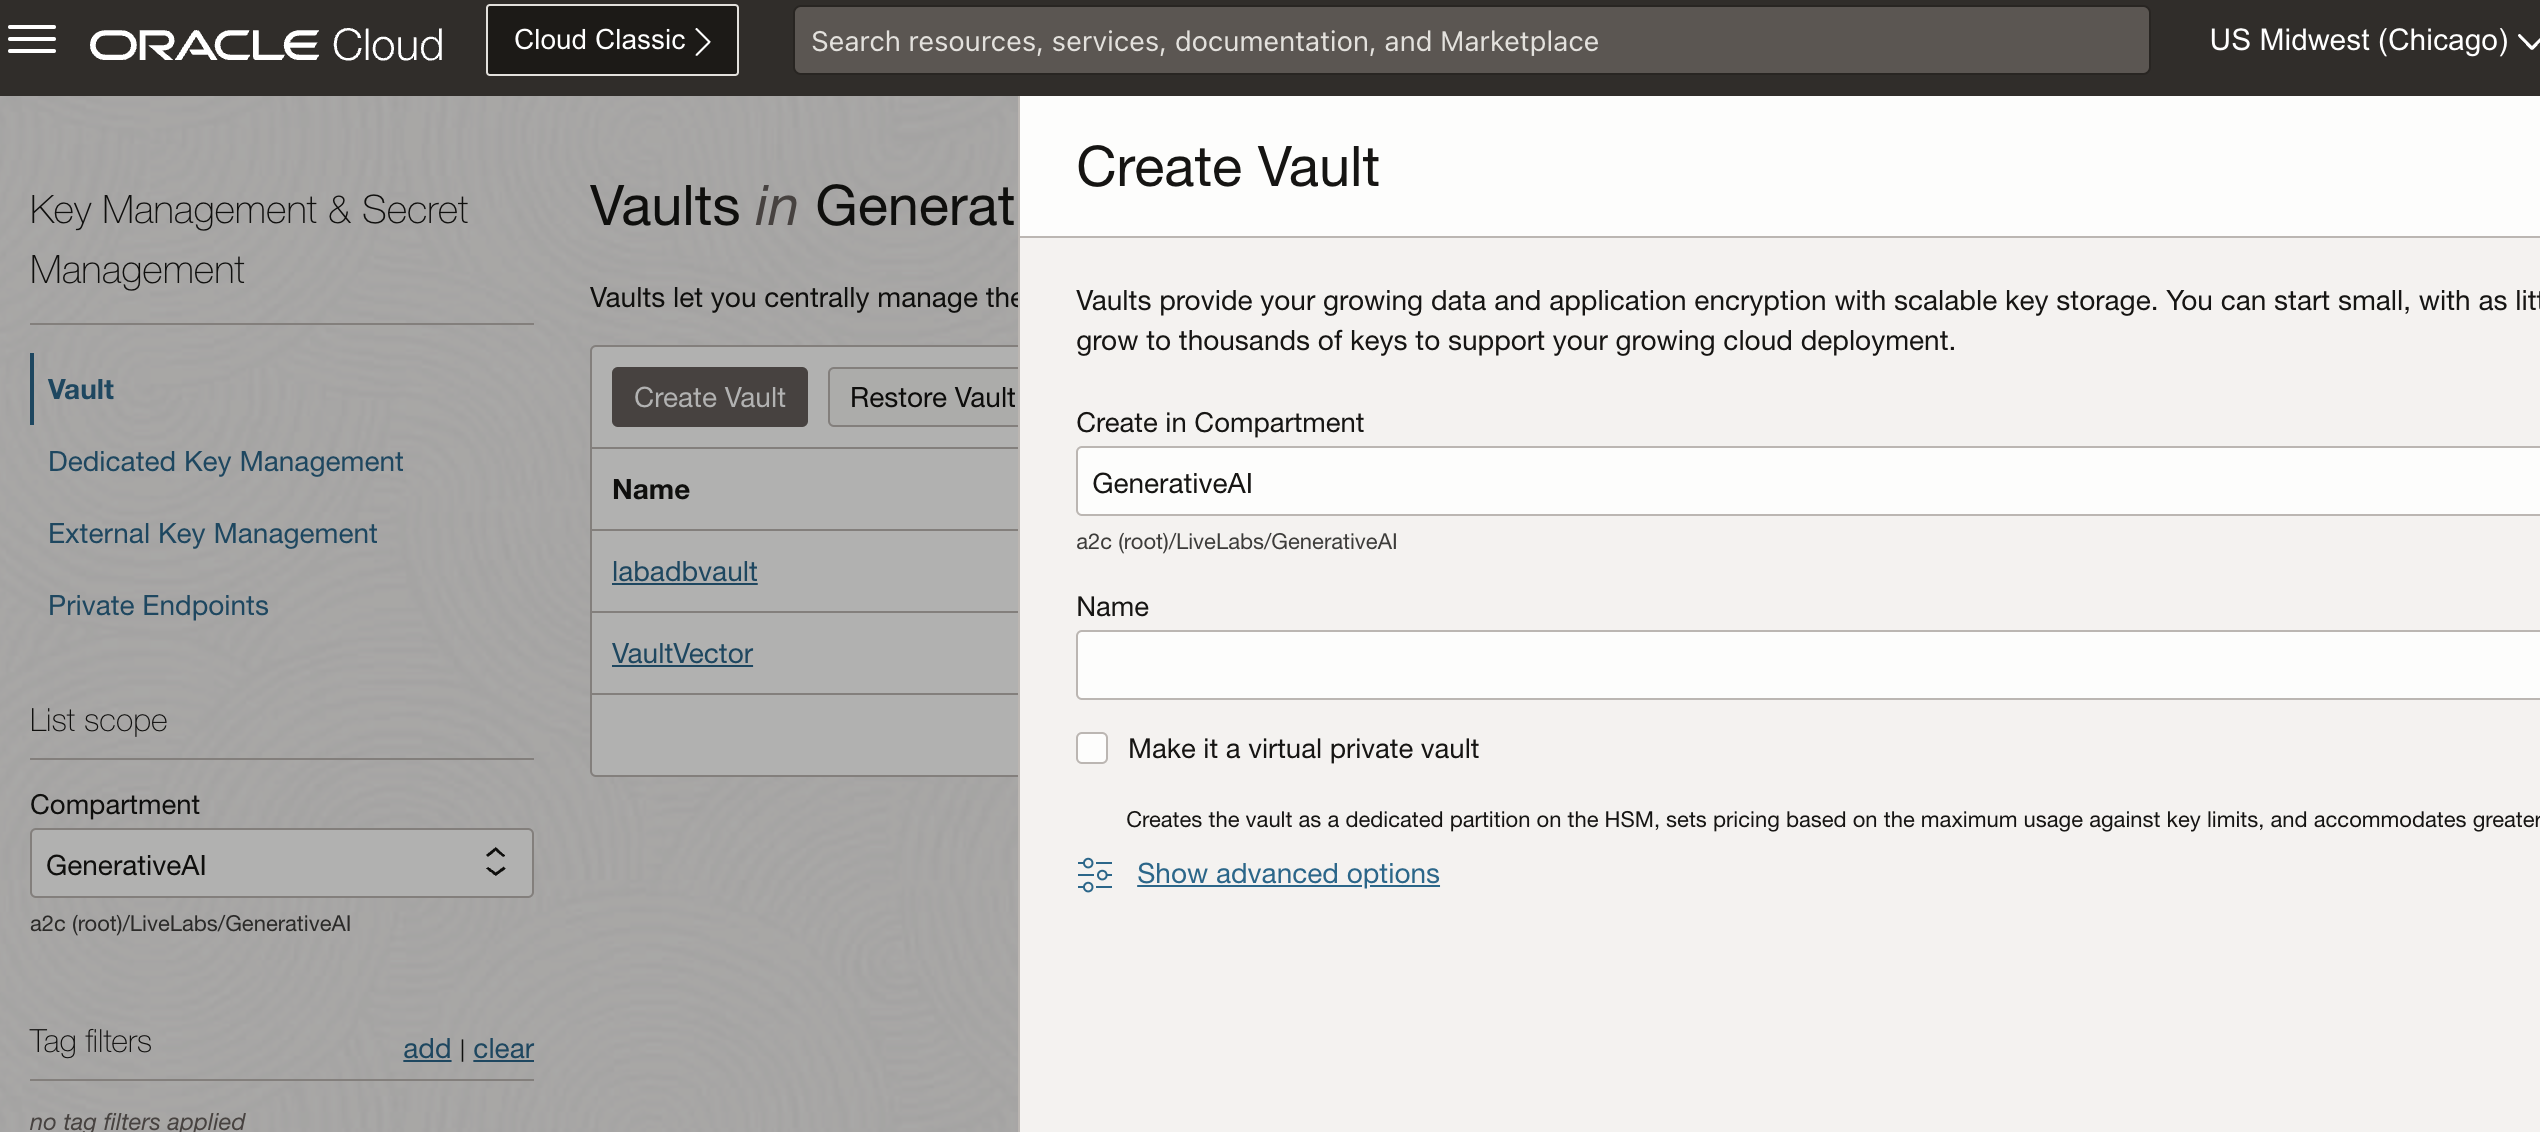 ORACLE Cloud
Cloud Classic
Search resources, services, documentation, and Marketplace
US Midwest (Chicago)
Key Management & Secret
Management
Vault
Dedicated Key Management
External Key Management
Private Endpoints
List scope
Compartment
GenerativeAI
a2c (root)/LiveLabs/GenerativeAI
Tag filters
add | clear
no tag filters applied
Vaults in Generat
Vaults let you centrally manage the
Create Vault
Restore Vault
Name
labadbvault
VaultVector
Create Vault
Vaults provide your growing data and application encryption with scalable key storage. You can start small, with as
grow to thousands of keys to support your growing cloud deployment.
Create in Compartment
GenerativeAI
a2c (root)/LiveLabs/GenerativeAI
Name
Make it a virtual private vault
Creates the vault as a dedicated partition on the HSM, sets pricing based on the maximum usage against key limits, and accommodates greater
Show advanced options